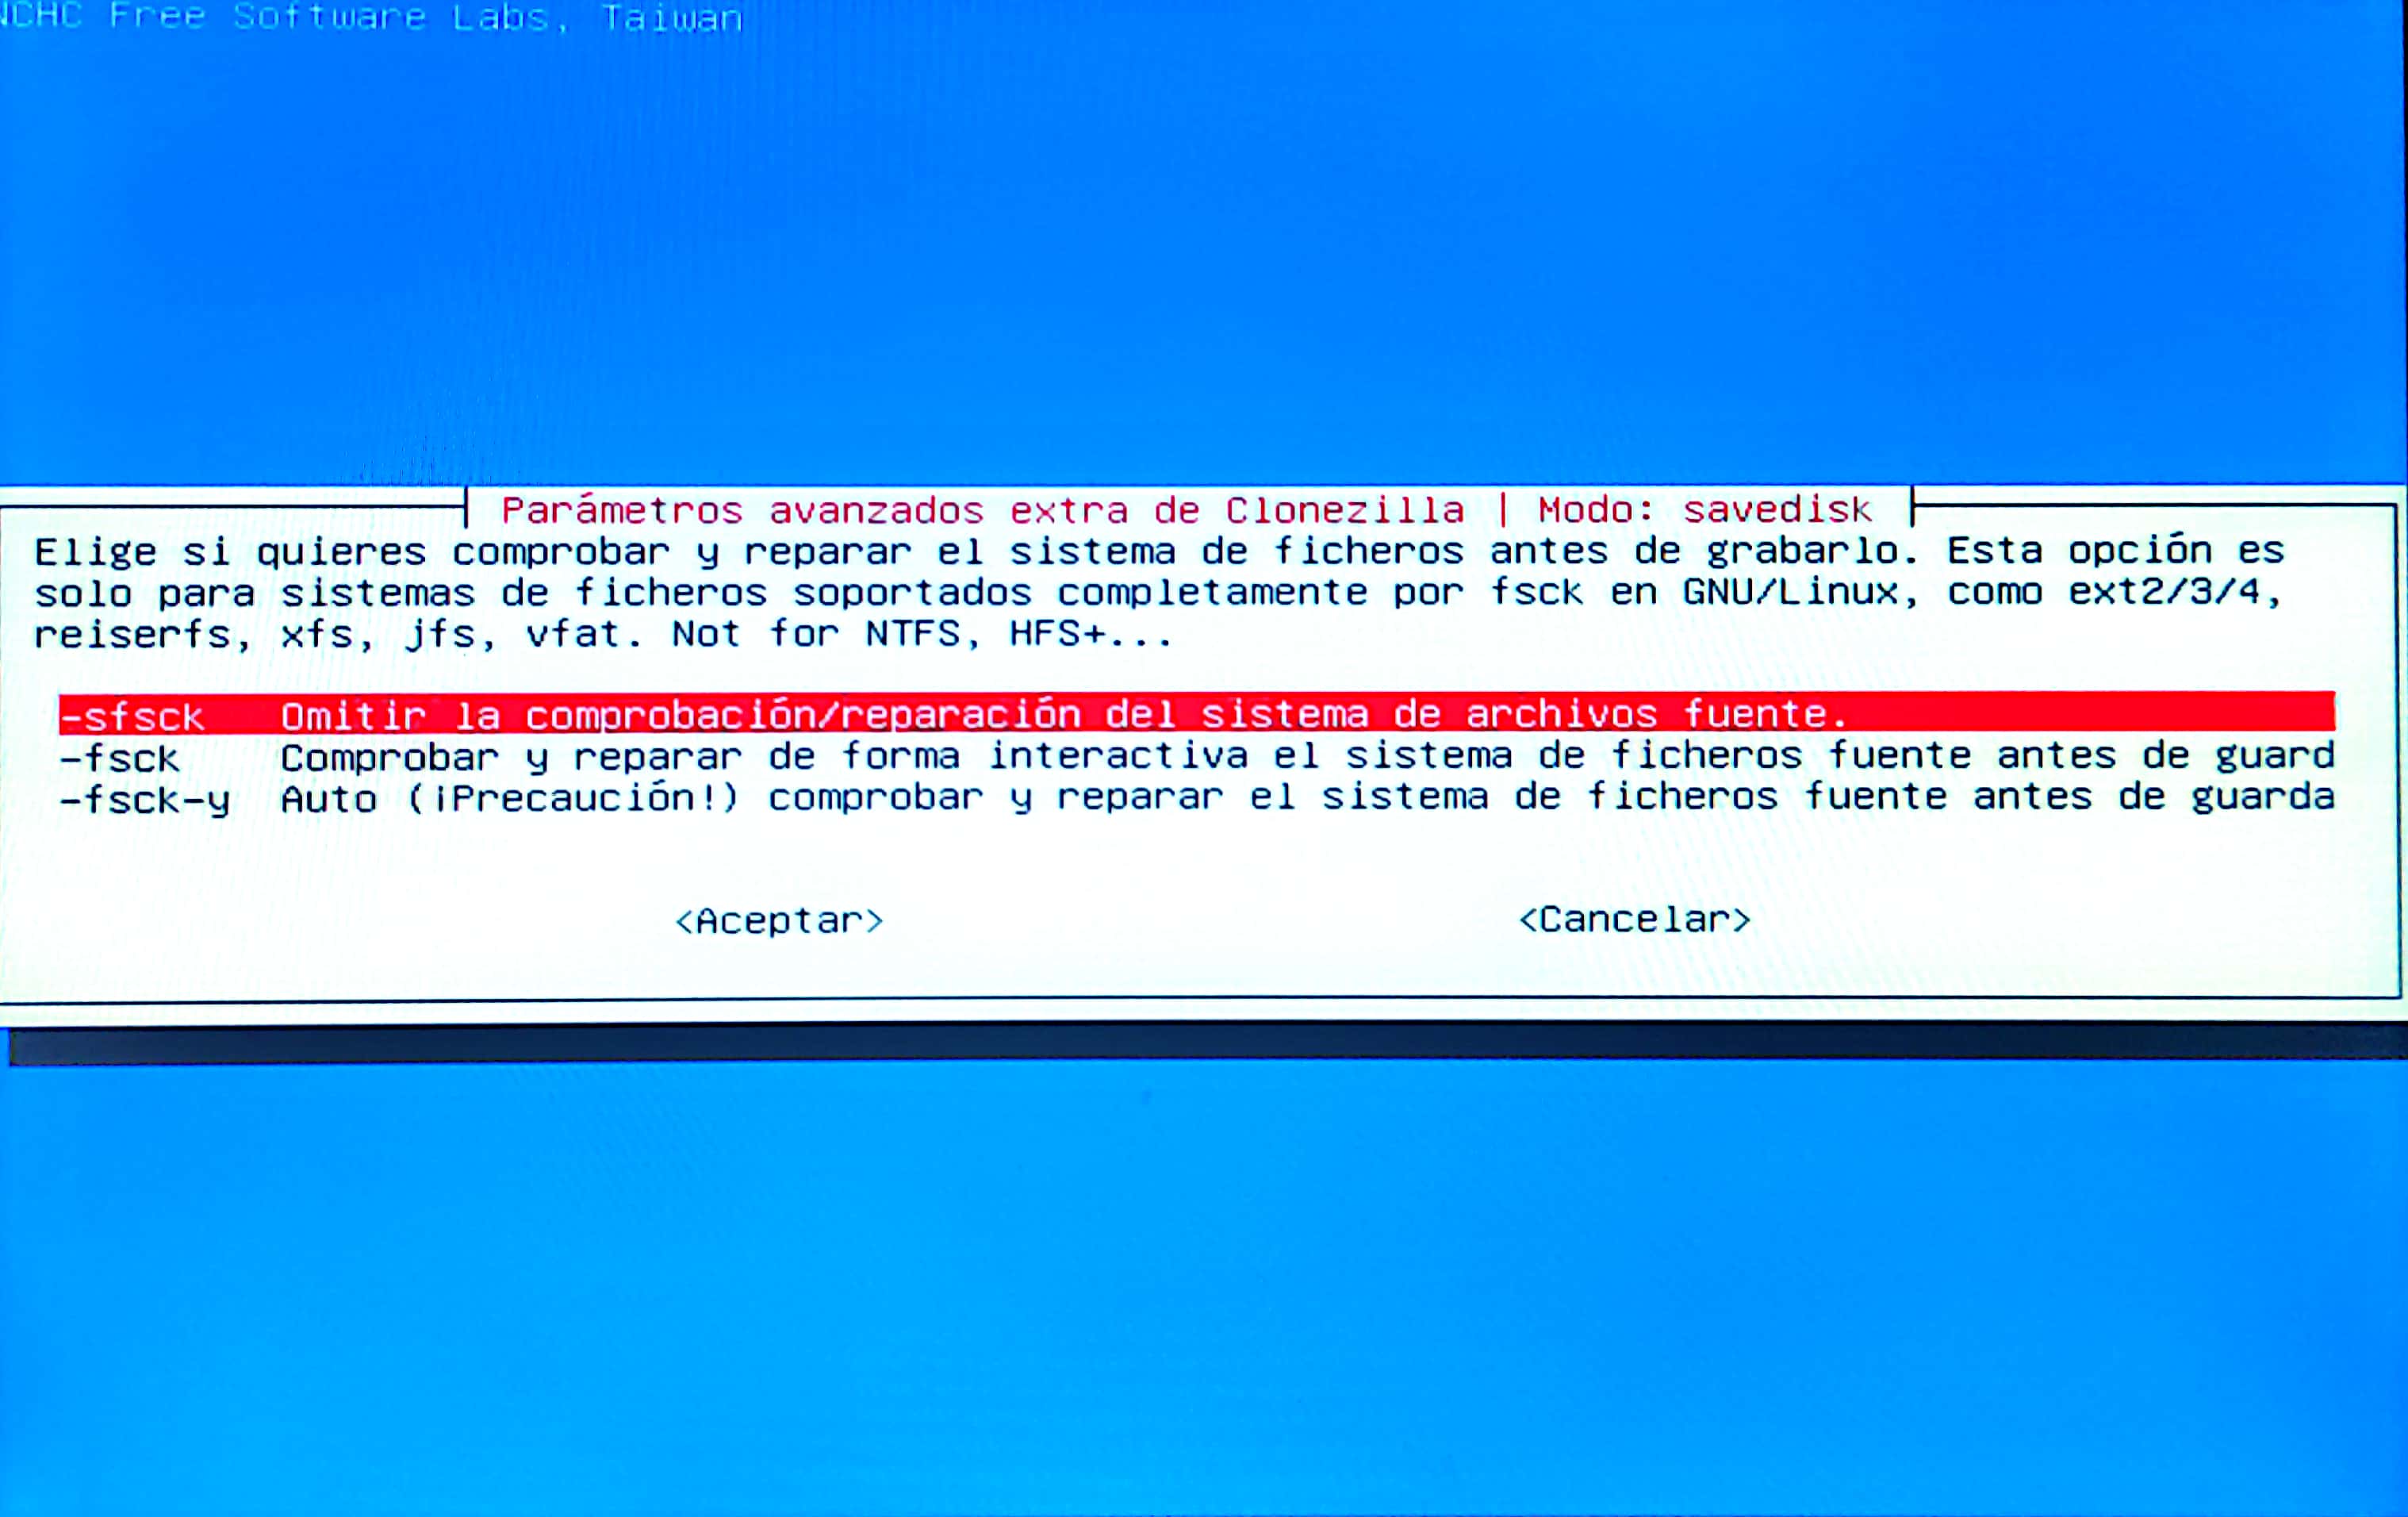 NCHC Free Software Labs, Taiwan
Parámetros avanzados extra de Clonezilla | Modo: savedisk
Elige si quieres comprobar y reparar el sistema de ficheros antes de grabarlo. Esta opción es
solo para sistemas de ficheros soportados completamente por fsck en GNU/Linux, como ext2/3/4,
reiserfs, xfs, jfs, vfat. Not for NTFS, HFS+...
-sfsck Omitir la comprobación/reparación del sistema de archivos fuente.
-fsck Comprobar y reparar de forma interactiva el sistema de ficheros fuente antes de guard
-fsck-y Auto (¡Precaución!) comprobar y reparar el sistema de ficheros fuente antes de guarda
<Aceptar> <Cancelar>